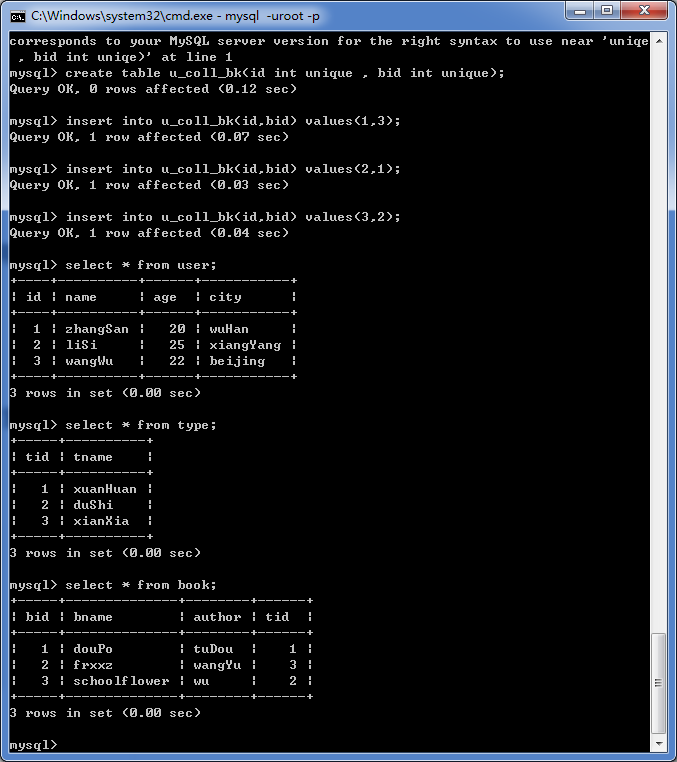 C:\Windows\system32\cmd.exe - mysql  -uroot -p
corresponds to your MySQL server version for the right syntax to use near 'uniqe
 , bid int uniqe)' at line 1
mysql> create table u_coll_bk(id int unique , bid int unique);
Query OK, 0 rows affected (0.12 sec)
mysql> insert into u_coll_bk(id,bid) values(1,3);
Query OK, 1 row affected (0.07 sec)
mysql> insert into u_coll_bk(id,bid) values(2,1);
Query OK, 1 row affected (0.03 sec)
mysql> insert into u_coll_bk(id,bid) values(3,2);
Query OK, 1 row affected (0.04 sec)
mysql> select * from user;
+----+----------+------+-----------+
¦ id ¦ name     ¦ age  ¦ city      ¦
+----+----------+------+-----------+
¦  1 ¦ zhangSan ¦   20 ¦ wuHan     ¦
¦  2 ¦ liSi     ¦   25 ¦ xiangYang ¦
¦  3 ¦ wangWu   ¦   22 ¦ beijing   ¦
+----+----------+------+-----------+
3 rows in set (0.00 sec)
mysql> select * from type;
+-----+----------+
¦ tid ¦ tname    ¦
+-----+----------+
¦   1 ¦ xuanHuan ¦
¦   2 ¦ duShi    ¦
¦   3 ¦ xianXia  ¦
+-----+----------+
3 rows in set (0.00 sec)
mysql> select * from book;
+-----+--------------+--------+------+
¦ bid ¦ bname        ¦ author ¦ tid  ¦
+-----+--------------+--------+------+
¦   1 ¦ douPo        ¦ tuDou  ¦    1 ¦
¦   2 ¦ frxxz        ¦ wangYu ¦    3 ¦
¦   3 ¦ schoolflower ¦ wu     ¦    2 ¦
+-----+--------------+--------+------+
3 rows in set (0.00 sec)
mysql>